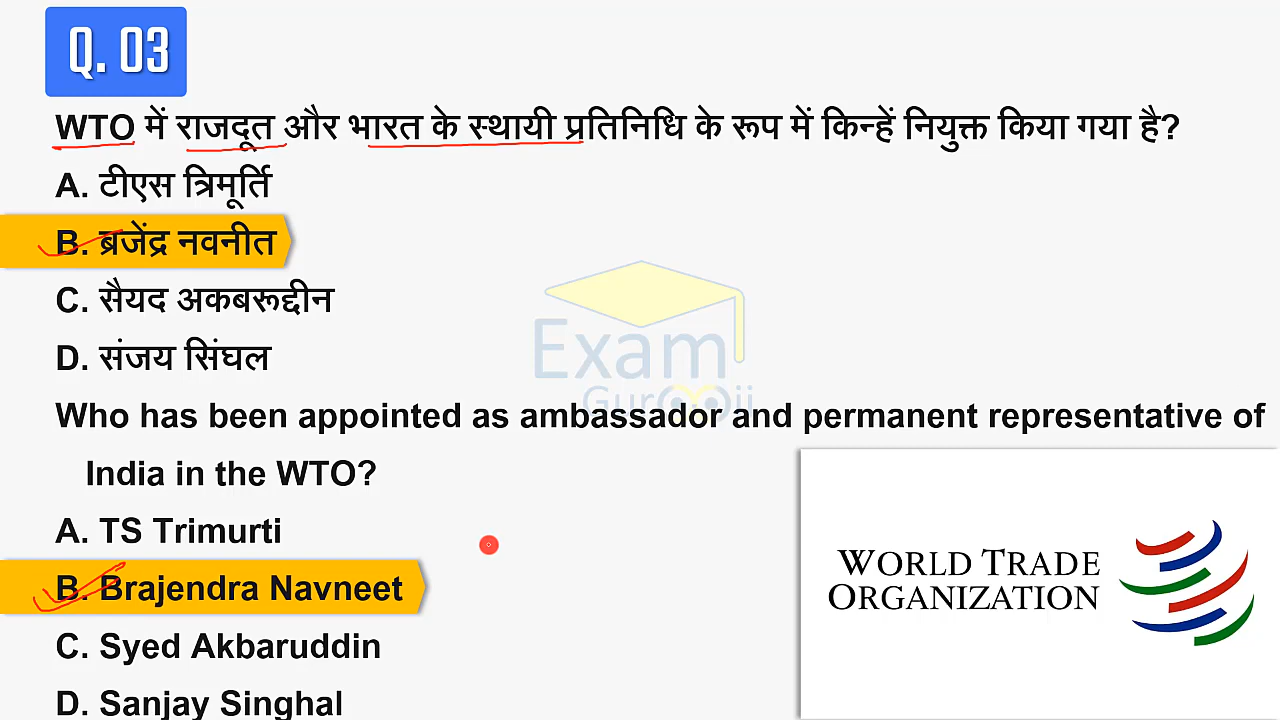 Q. 03
WTO में राजदूत और भारत के स्थायी प्रतिनिधि के रूप में किन्हें नियुक्त किया गया है?
A. टीएस त्रिमूर्ति
B. ब्रजेंद्र नवनीत
C. सैयद अकबरूद्दीन
D. संजय सिंघल
Exam
Gurooji
Who has been appointed as ambassador and permanent representative of
India in the WTO?
A. TS Trimurti
B. Brajendra Navneet
C. Syed Akbaruddin
D. Sanjay Singhal
WORLD TRADE
ORGANIZATION